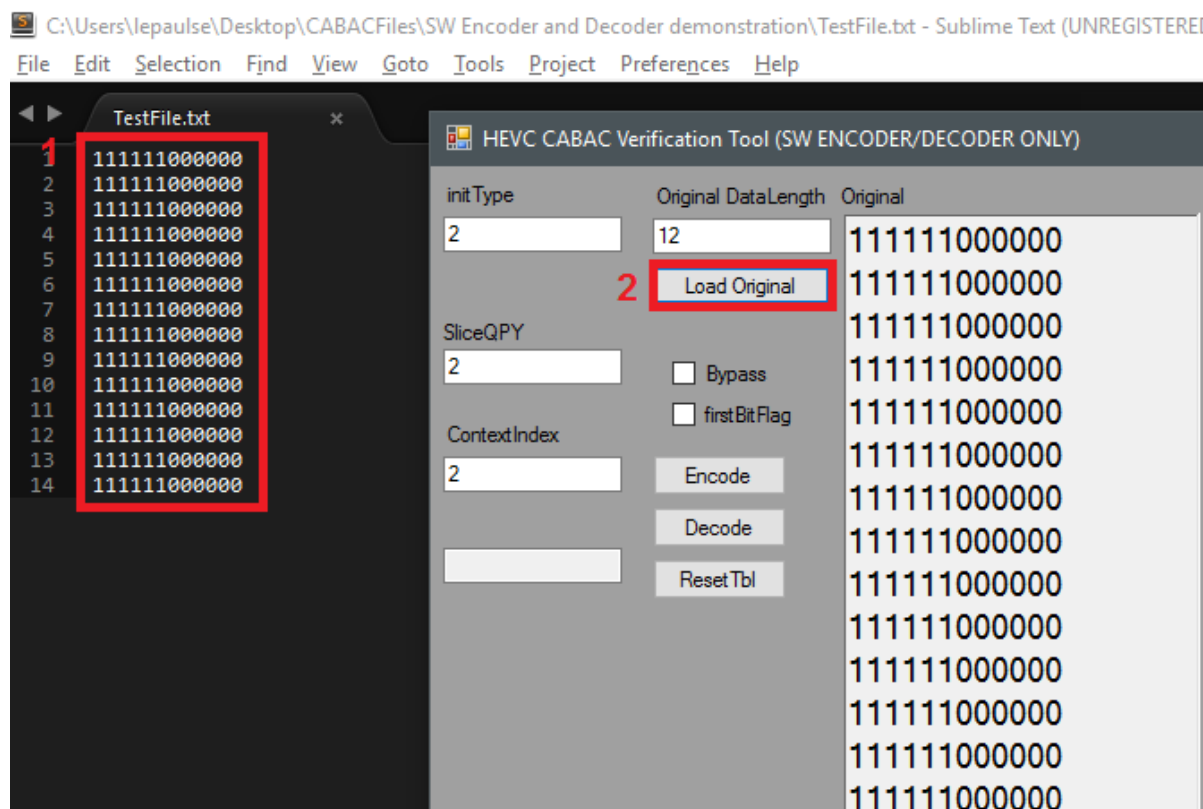 C:\Users\lepaulse\Desktop\CABACFiles\SW Encoder and Decoder demonstration\TestFile.txt - Sublime Text (UNREGISTERED
File Edit Selection Find View Goto Tools Project Preferences Help
TestFile.txt ×
1
1 111111000000
2 111111000000
3 111111000000
4 111111000000
5 111111000000
6 111111000000
7 111111000000
8 111111000000
9 111111000000
10 111111000000
11 111111000000
12 111111000000
13 111111000000
14 111111000000
HEVC CABAC Verification Tool (SW ENCODER/DECODER ONLY)
initType
2
Original DataLength
12
2
Load Original
SliceQPY
2
Bypass
firstBitFlag
ContextIndex
2
Encode
Decode
ResetTbl
Original
111111000000
111111000000
111111000000
111111000000
111111000000
111111000000
111111000000
111111000000
111111000000
111111000000
111111000000
111111000000
111111000000
111111000000